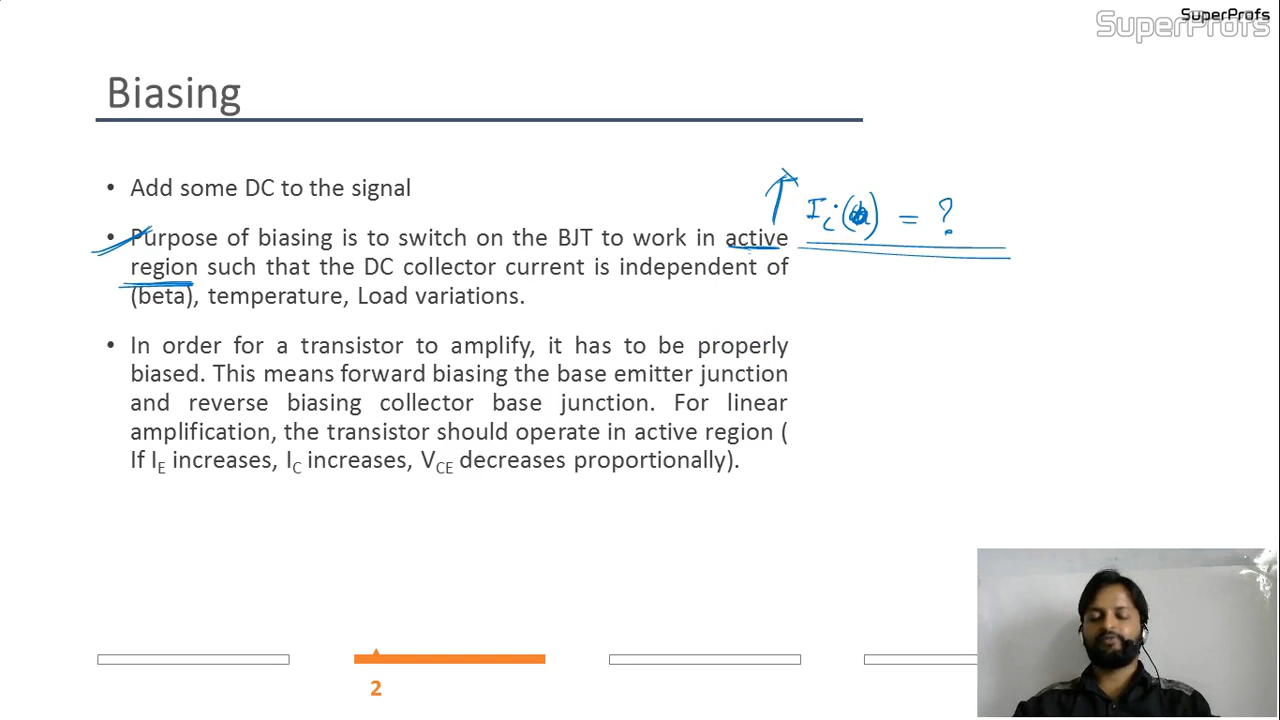 SuperProfs
SuperProfs
Biasing
• Add some DC to the signal
• Purpose of biasing is to switch on the BJT to work in active
region such that the DC collector current is independent of
(beta), temperature, Load variations.
• In order for a transistor to amplify, it has to be properly
biased. This means forward biasing the base emitter junction
and reverse biasing collector base junction. For linear
amplification, the transistor should operate in active region (
If IE increases, IC increases, VCE decreases proportionally).
= ?
2